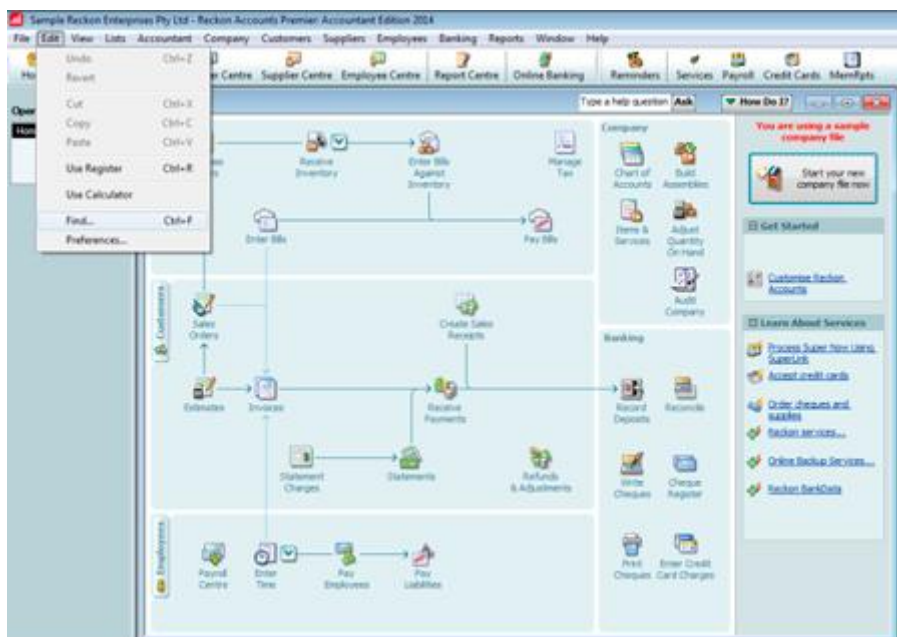 Sample Reckon Enterprises Pty Ltd - Reckon Accounts Premier Accountant Edition 2014
File Edit View Lists Accountant Company Customers Suppliers Employees Banking Reports Window Help
Centre Supplier Centre Employee Centre Report Centre Online Banking Reminders Services Payroll Credit Cards MemRpts
Undo Ctrl+Z
Revert
Cut Ctrl+X
Copy Ctrl+C
Paste Ctrl+V
Use Register Ctrl+R
Use Calculator
Find... Ctrl+F
Preferences...
Type a help question Ask
How Do I?
Receive
Inventory
Enter Bills
Against
Inventory
Manage
Tax
Enter Bills
Pay Bills
Customers
Sales
Orders
Create Sales
Receipts
Estimates
Invoices
Receive
Payments
Statement
Charges
Statements
Refunds
& Adjustments
Employees
Payroll
Centre
Enter
Time
Pay
Employees
Pay
Liabilities
Company
Chart of
Accounts
Build
Assemblies
Items &
Services
Adjust
Quantity
On Hand
Audit
Company
Banking
Record
Deposits
Reconcile
Write
Cheques
Cheque
Register
Print
Cheques
Enter Credit
Card Charges
You are using a sample
company file
Start your new
company file now
Get Started
Customise Reckon
Accounts
Learn About Services
Process Super Now Using
SuperLink
Accept credit cards
Order cheques and
supplies
Reckon services...
Online Backup Services...
Reckon BankData